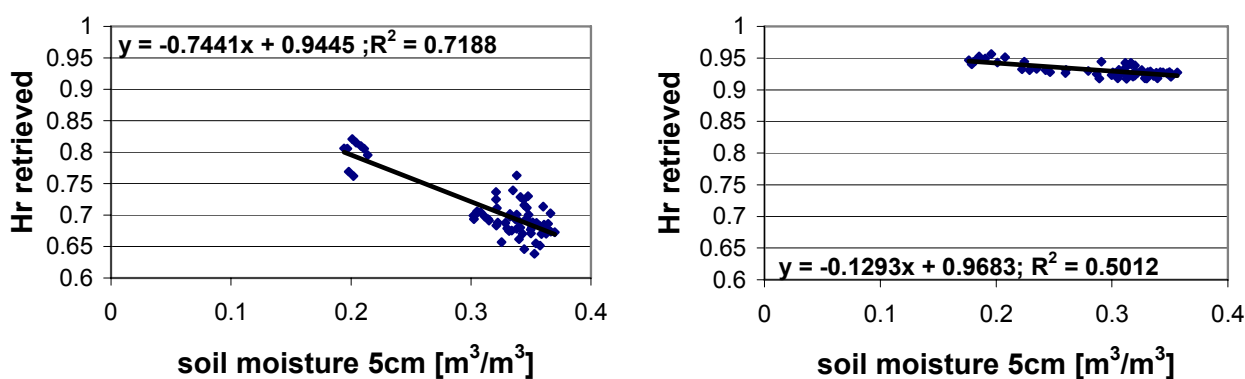 y = -0.7441x + 0.9445 ;R² = 0.7188
1
0.95
0.9
0.85
0.8
0.75
0.7
0.65
0.6
Hr retrieved
0 0.1 0.2 0.3 0.4
soil moisture 5cm [m³/m³]
1
0.95
0.9
0.85
0.8
0.75
0.7
0.65
0.6
Hr retrieved
y = -0.1293x + 0.9683; R² = 0.5012
0 0.1 0.2 0.3 0.4
soil moisture 5cm [m³/m³]